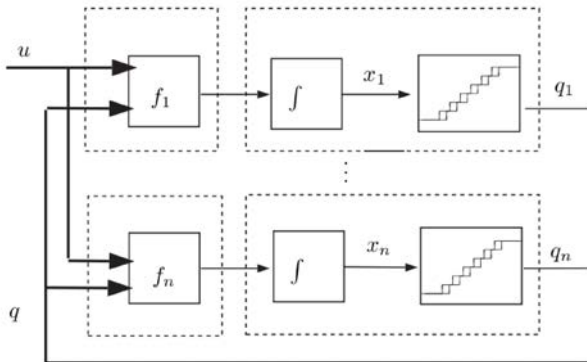 u
f₁
∫
x₁
q₁
⋮
fₙ
∫
xₙ
qₙ
q